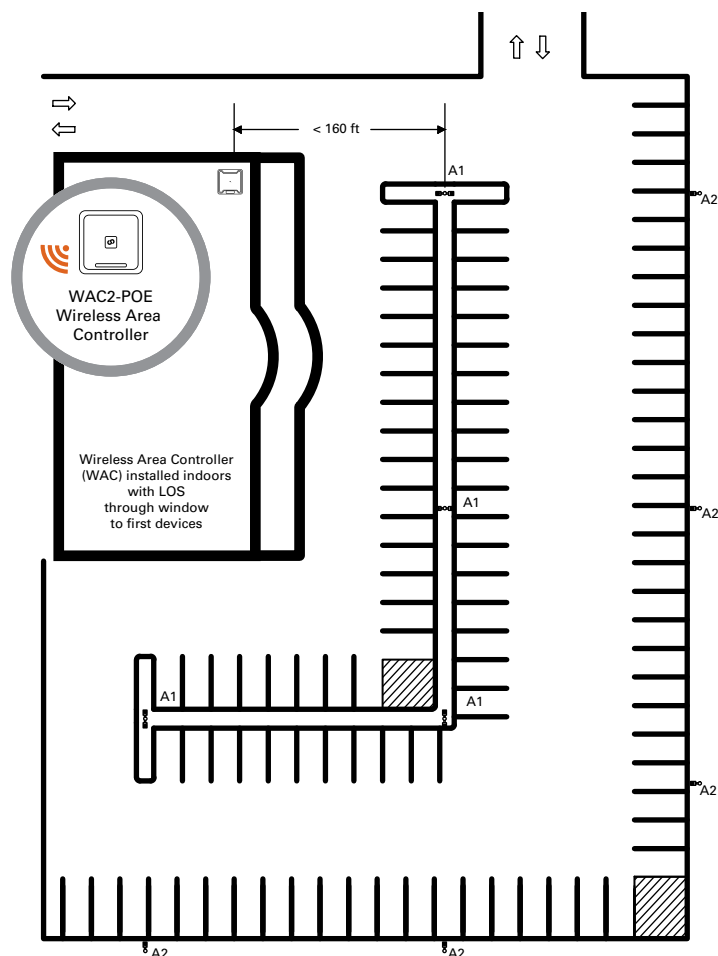 < 160 ft
A1
A2
WAC2-POE
Wireless Area
Controller
Wireless Area Controller
(WAC) installed indoors
with LOS
through window
to first devices
A1
A2
A1
A1
A2
A2
A2